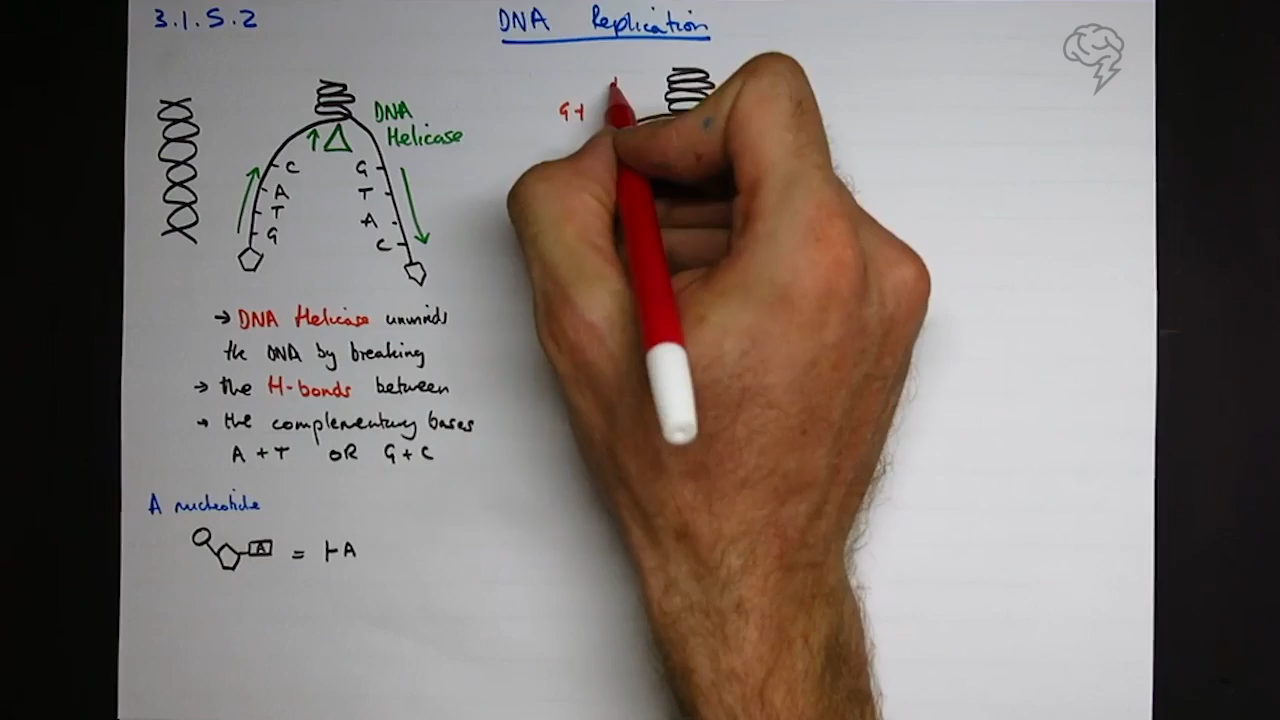 3.1.5.2
DNA Replication
DNA
Helicase
C
A
T
G
G
T
A
C
G
→ DNA Helicase unwinds
the DNA by breaking
→ the H-bonds between
→ the complementary bases
A + T OR G + C
A nucleotide
A = A